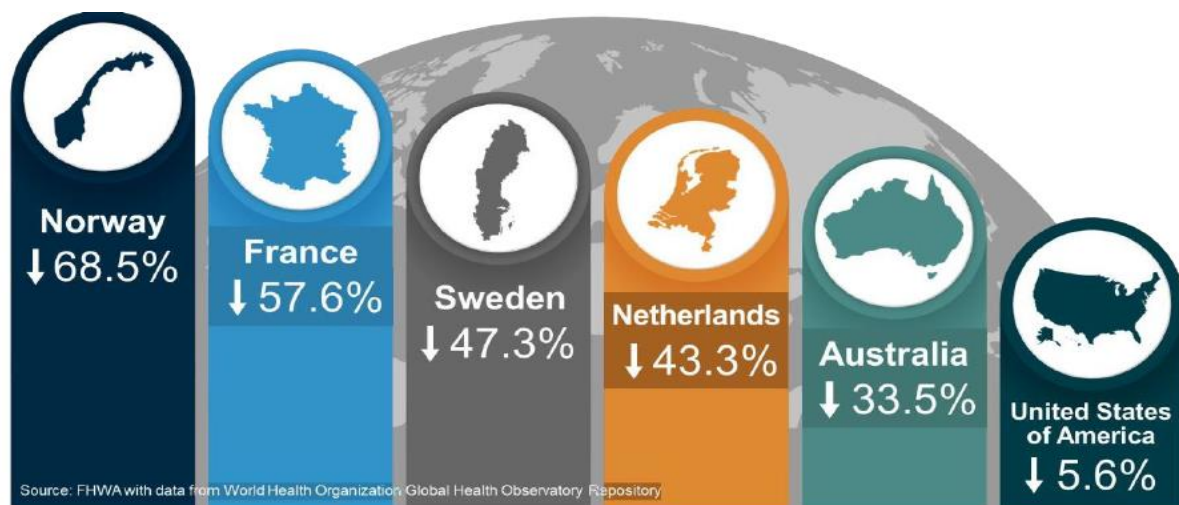 Norway
↓ 68.5%
France
↓ 57.6%
Sweden
↓ 47.3%
Netherlands
↓ 43.3%
Australia
↓ 33.5%
United States
of America
↓ 5.6%
Source: FHWA with data from World Health Organization Global Health Observatory Repository